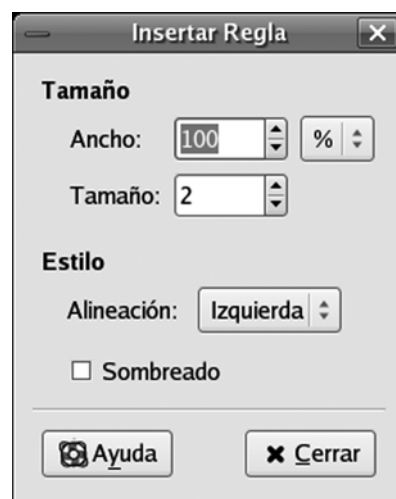 Insertar Regla
Tamaño
Ancho: 100 %
Tamaño: 2
Estilo
Alineación: Izquierda
Sombreado
Ayuda Cerrar